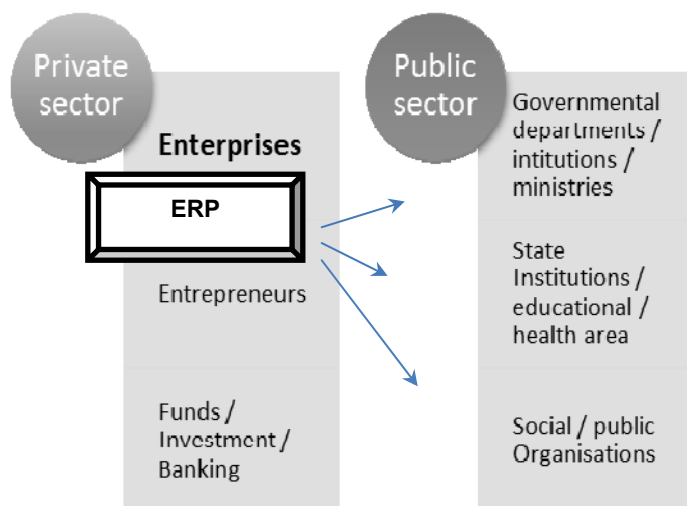 Private
sector
Enterprises
ERP
Entrepreneurs
Funds /
Investment /
Banking
Public
sector
Governmental
departments /
intitutions /
ministries
State
Institutions /
educational /
health area
Social / public
Organisations